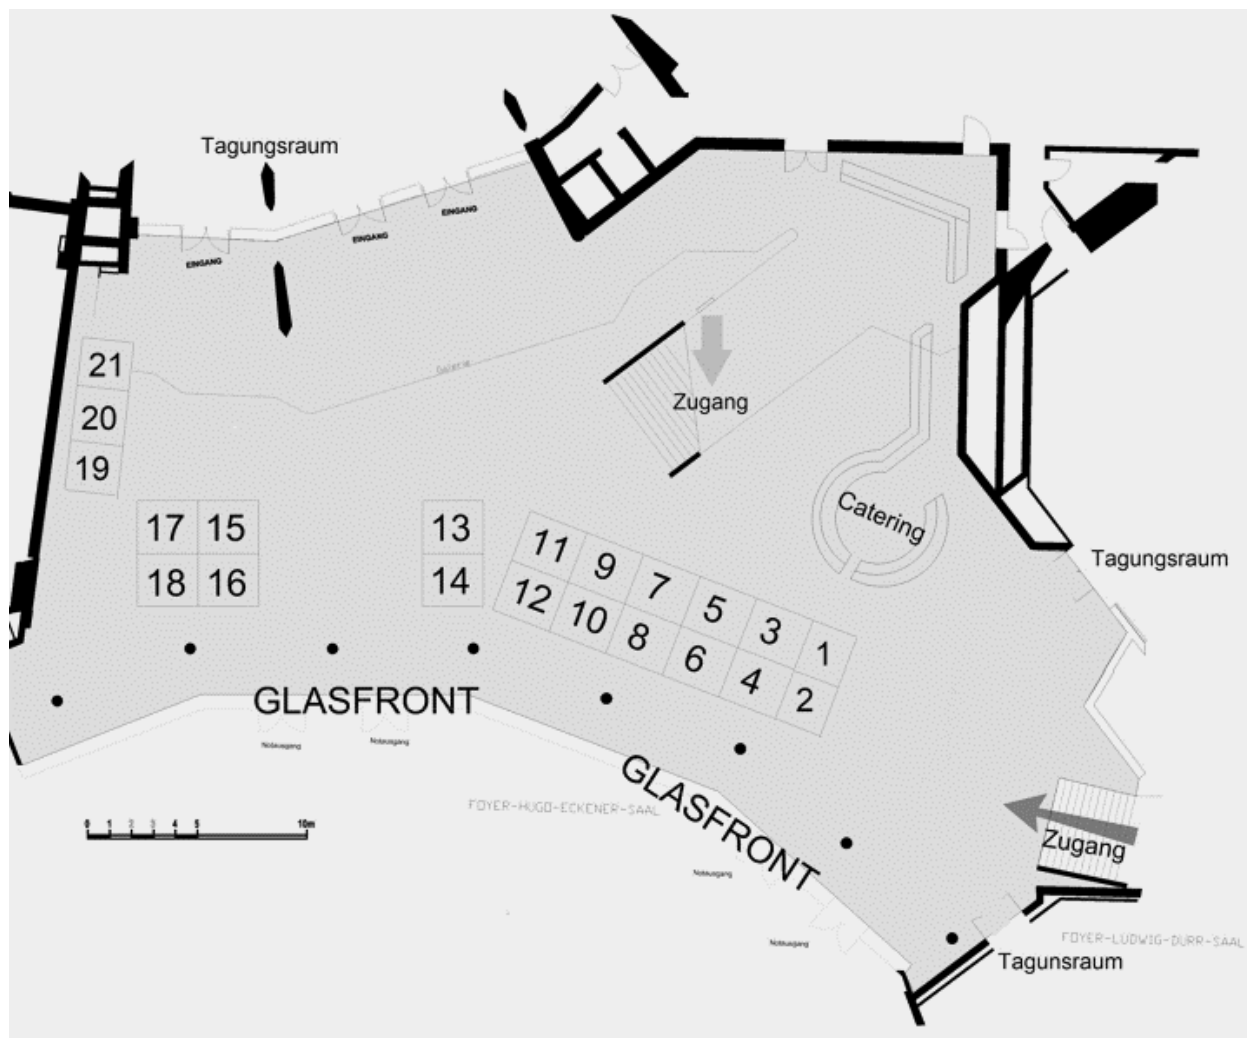 Tagungsraum
EINGANG
EINGANG
EINGANG
Galerie
Zugang
21
20
19
17 15
18 16
13
14
11 9 7 5 3 1
12 10 8 6 4 2
Catering
Tagungsraum
GLASFRONT
Notausgang
Notausgang
GLASFRONT
FOYER-HUGO-ECKENER-SAAL
0 1 2 3 4 5 10m
Zugang
Notausgang
Notausgang
FOYER-LUDWIG-DÜRR-SAAL
Tagunsraum